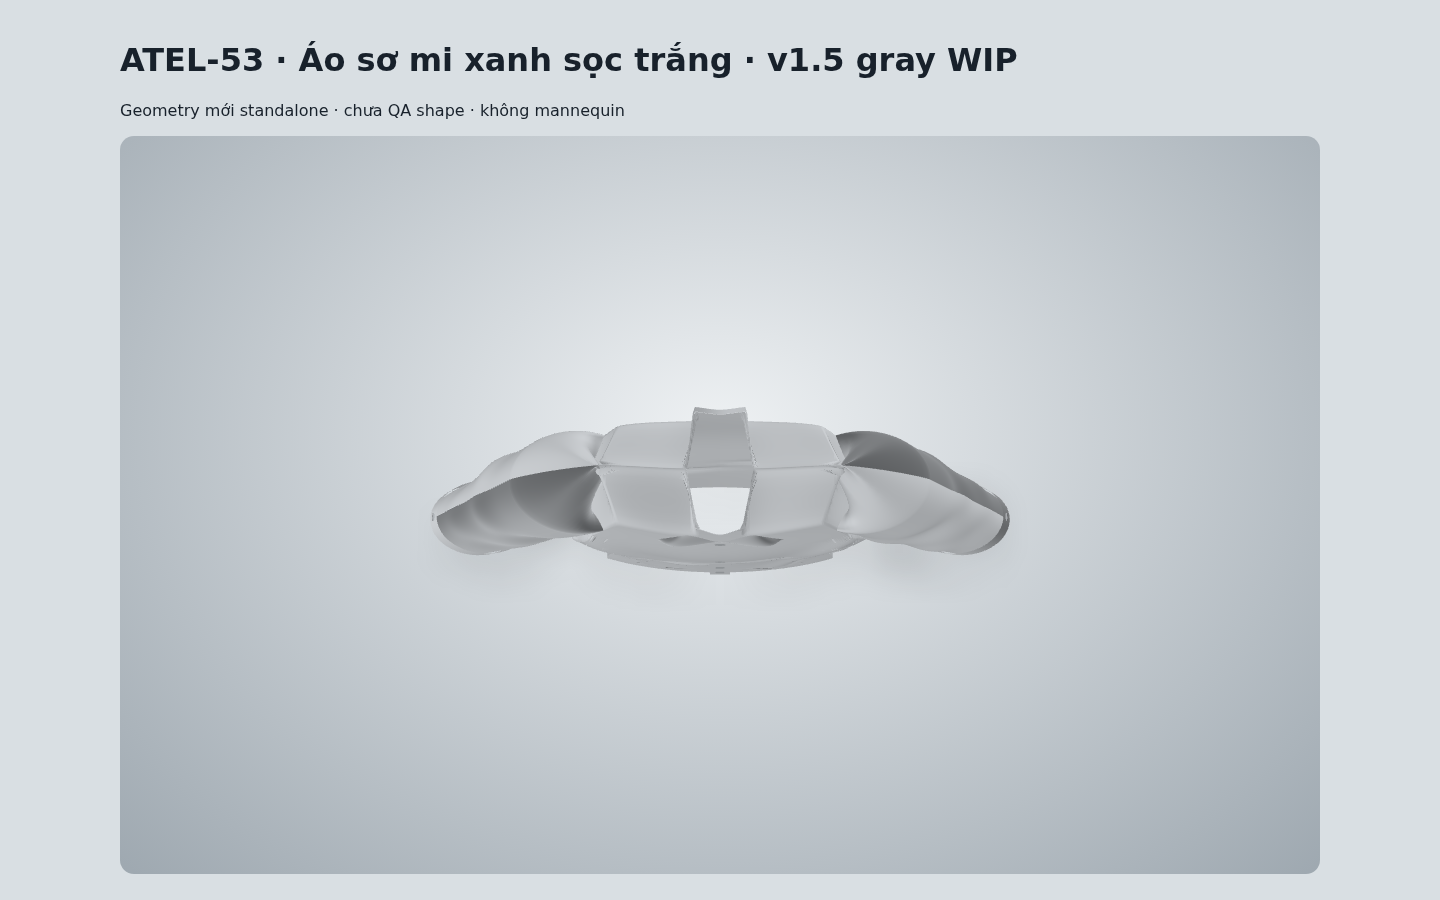 ATEL-53 · Áo sơ mi xanh sọc trắng · v1.5 gray WIP
Geometry mới standalone · chưa QA shape · không mannequin